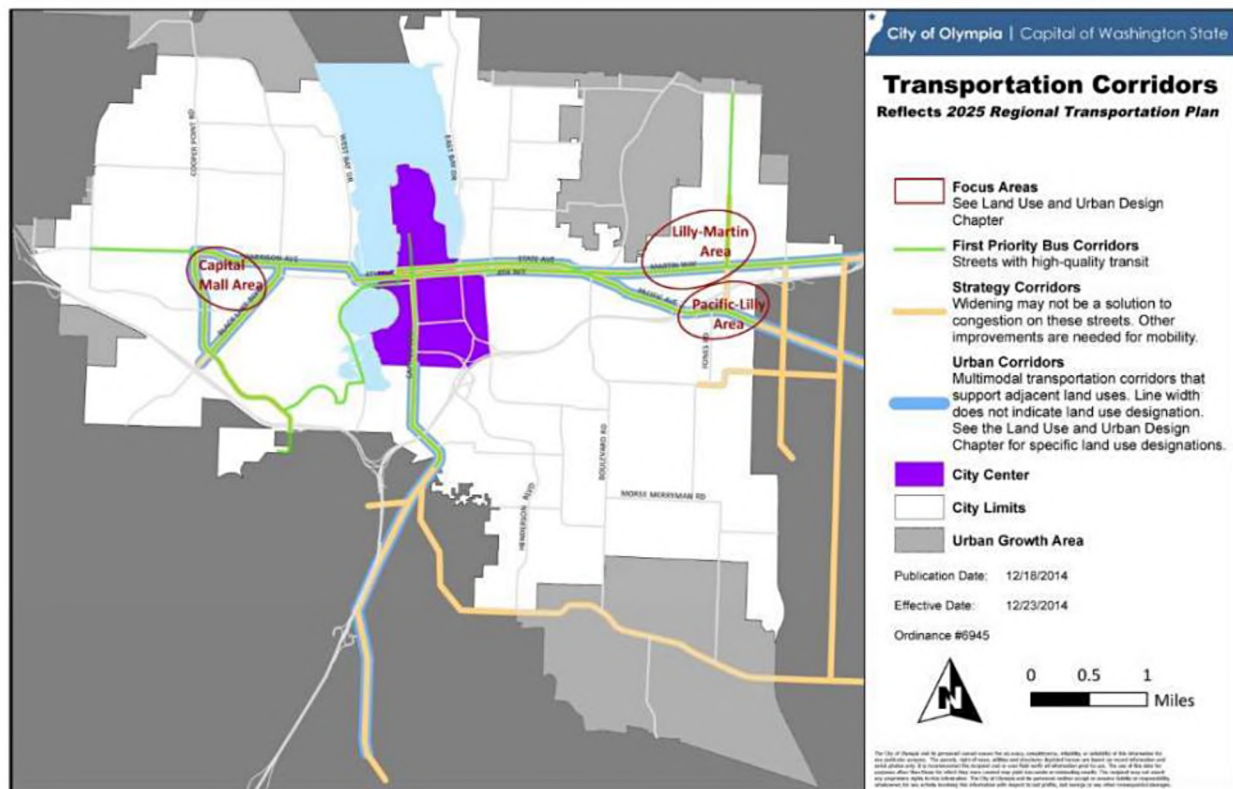 City of Olympia | Capital of Washington State
Transportation Corridors
Reflects 2025 Regional Transportation Plan
Focus Areas
See Land Use and Urban Design
Chapter
First Priority Bus Corridors
Streets with high-quality transit
Strategy Corridors
Widening may not be a solution to
congestion on these streets. Other
improvements are needed for mobility.
Urban Corridors
Multimodal transportation corridors that
support adjacent land uses. Line width
does not indicate land use designation.
See the Land Use and Urban Design
Chapter for specific land use designations.
City Center
City Limits
Urban Growth Area
Publication Date: 12/18/2014
Effective Date: 12/23/2014
Ordinance #6945
N
0 0.5 1
Miles
COOPER POINT RD
WEST BAY DR
EAST BAY DR
Lilly-Martin
Area
HARRISON AVE
STATE AVE
4TH AVE
MARTIN WAY
Capital
Mall Area
PACIFIC AVE
Pacific-Lilly
Area
BOULEVARD RD
HENDERSON BLVD
MORSE MERRYMAN RD